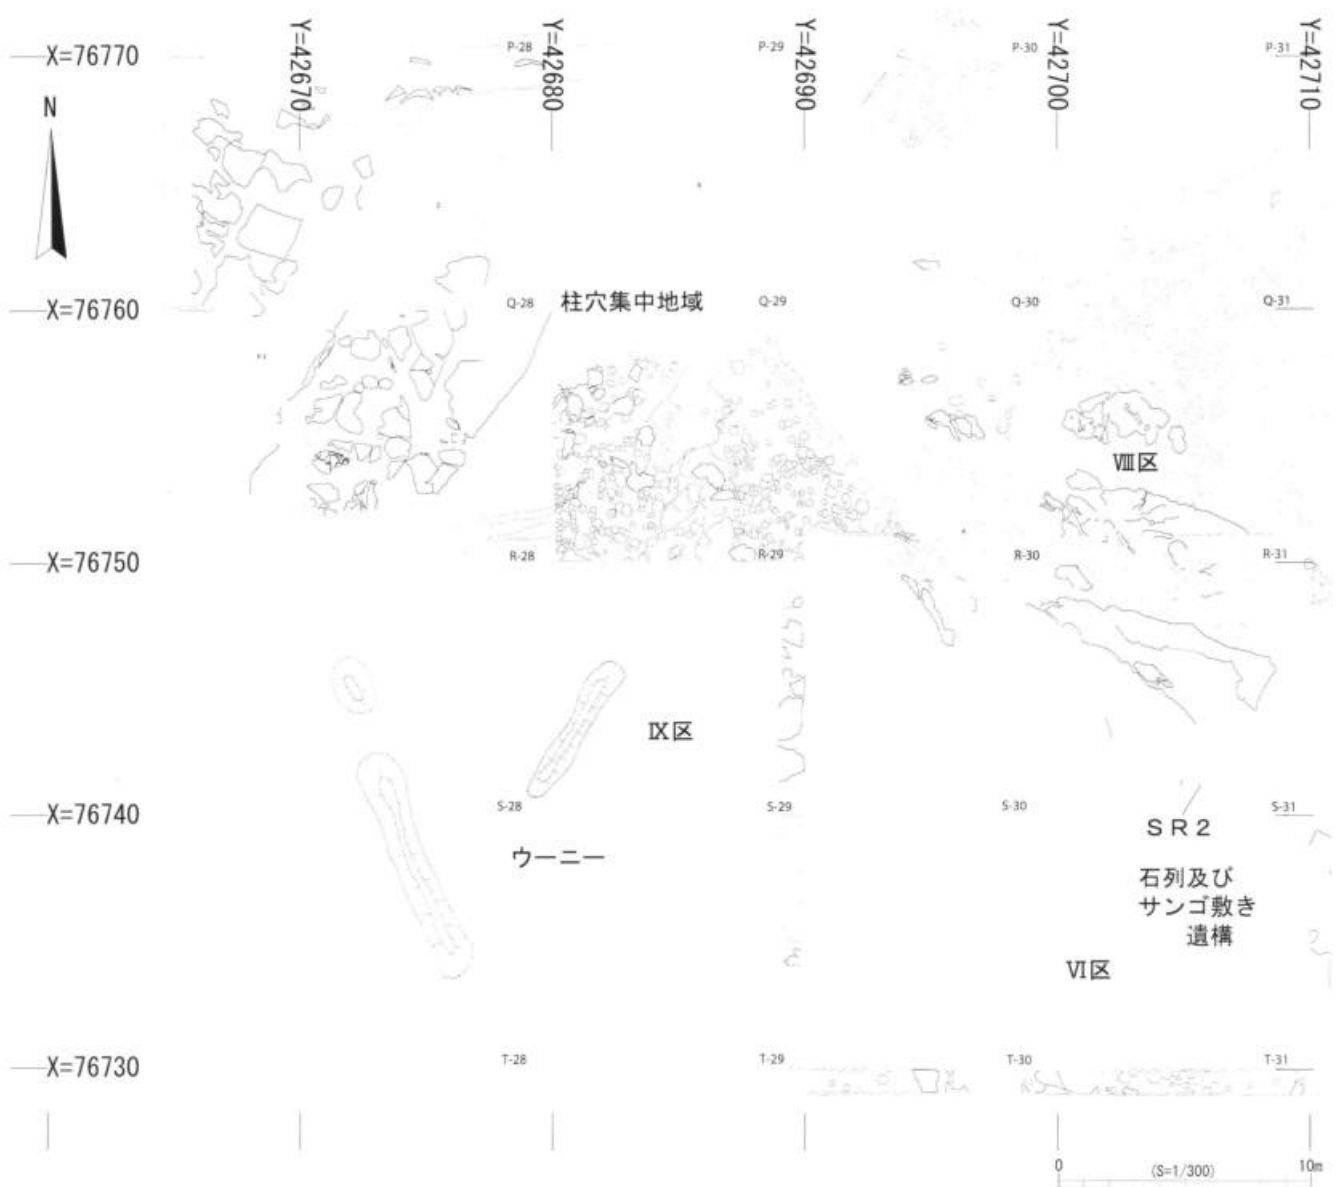 Y=42670
Y=42680
Y=42690
Y=42700
Y=42710
X=76770
P-28
P-29
P-30
P-31
N
X=76760
Q-28
柱穴集中地域
Q-29
Q-30
Q-31
Ⅷ区
X=76750
R-28
R-29
R-30
R-31
Ⅸ区
X=76740
S-28
S-29
S-30
S-31
ウーニー
SR2
石列及び
サンゴ敷き
遺構
Ⅵ区
X=76730
T-28
T-29
T-30
T-31
0
(S=1/300)
10m